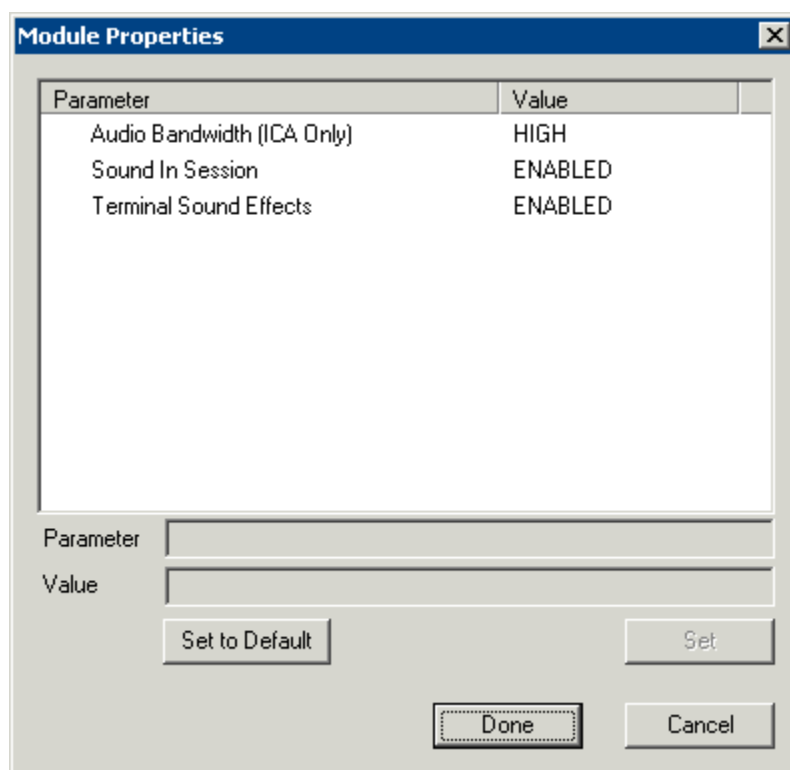 Module Properties
Parameter Value
Audio Bandwidth (ICA Only) HIGH
Sound In Session ENABLED
Terminal Sound Effects ENABLED
Parameter
Value
Set to Default Set
Done Cancel